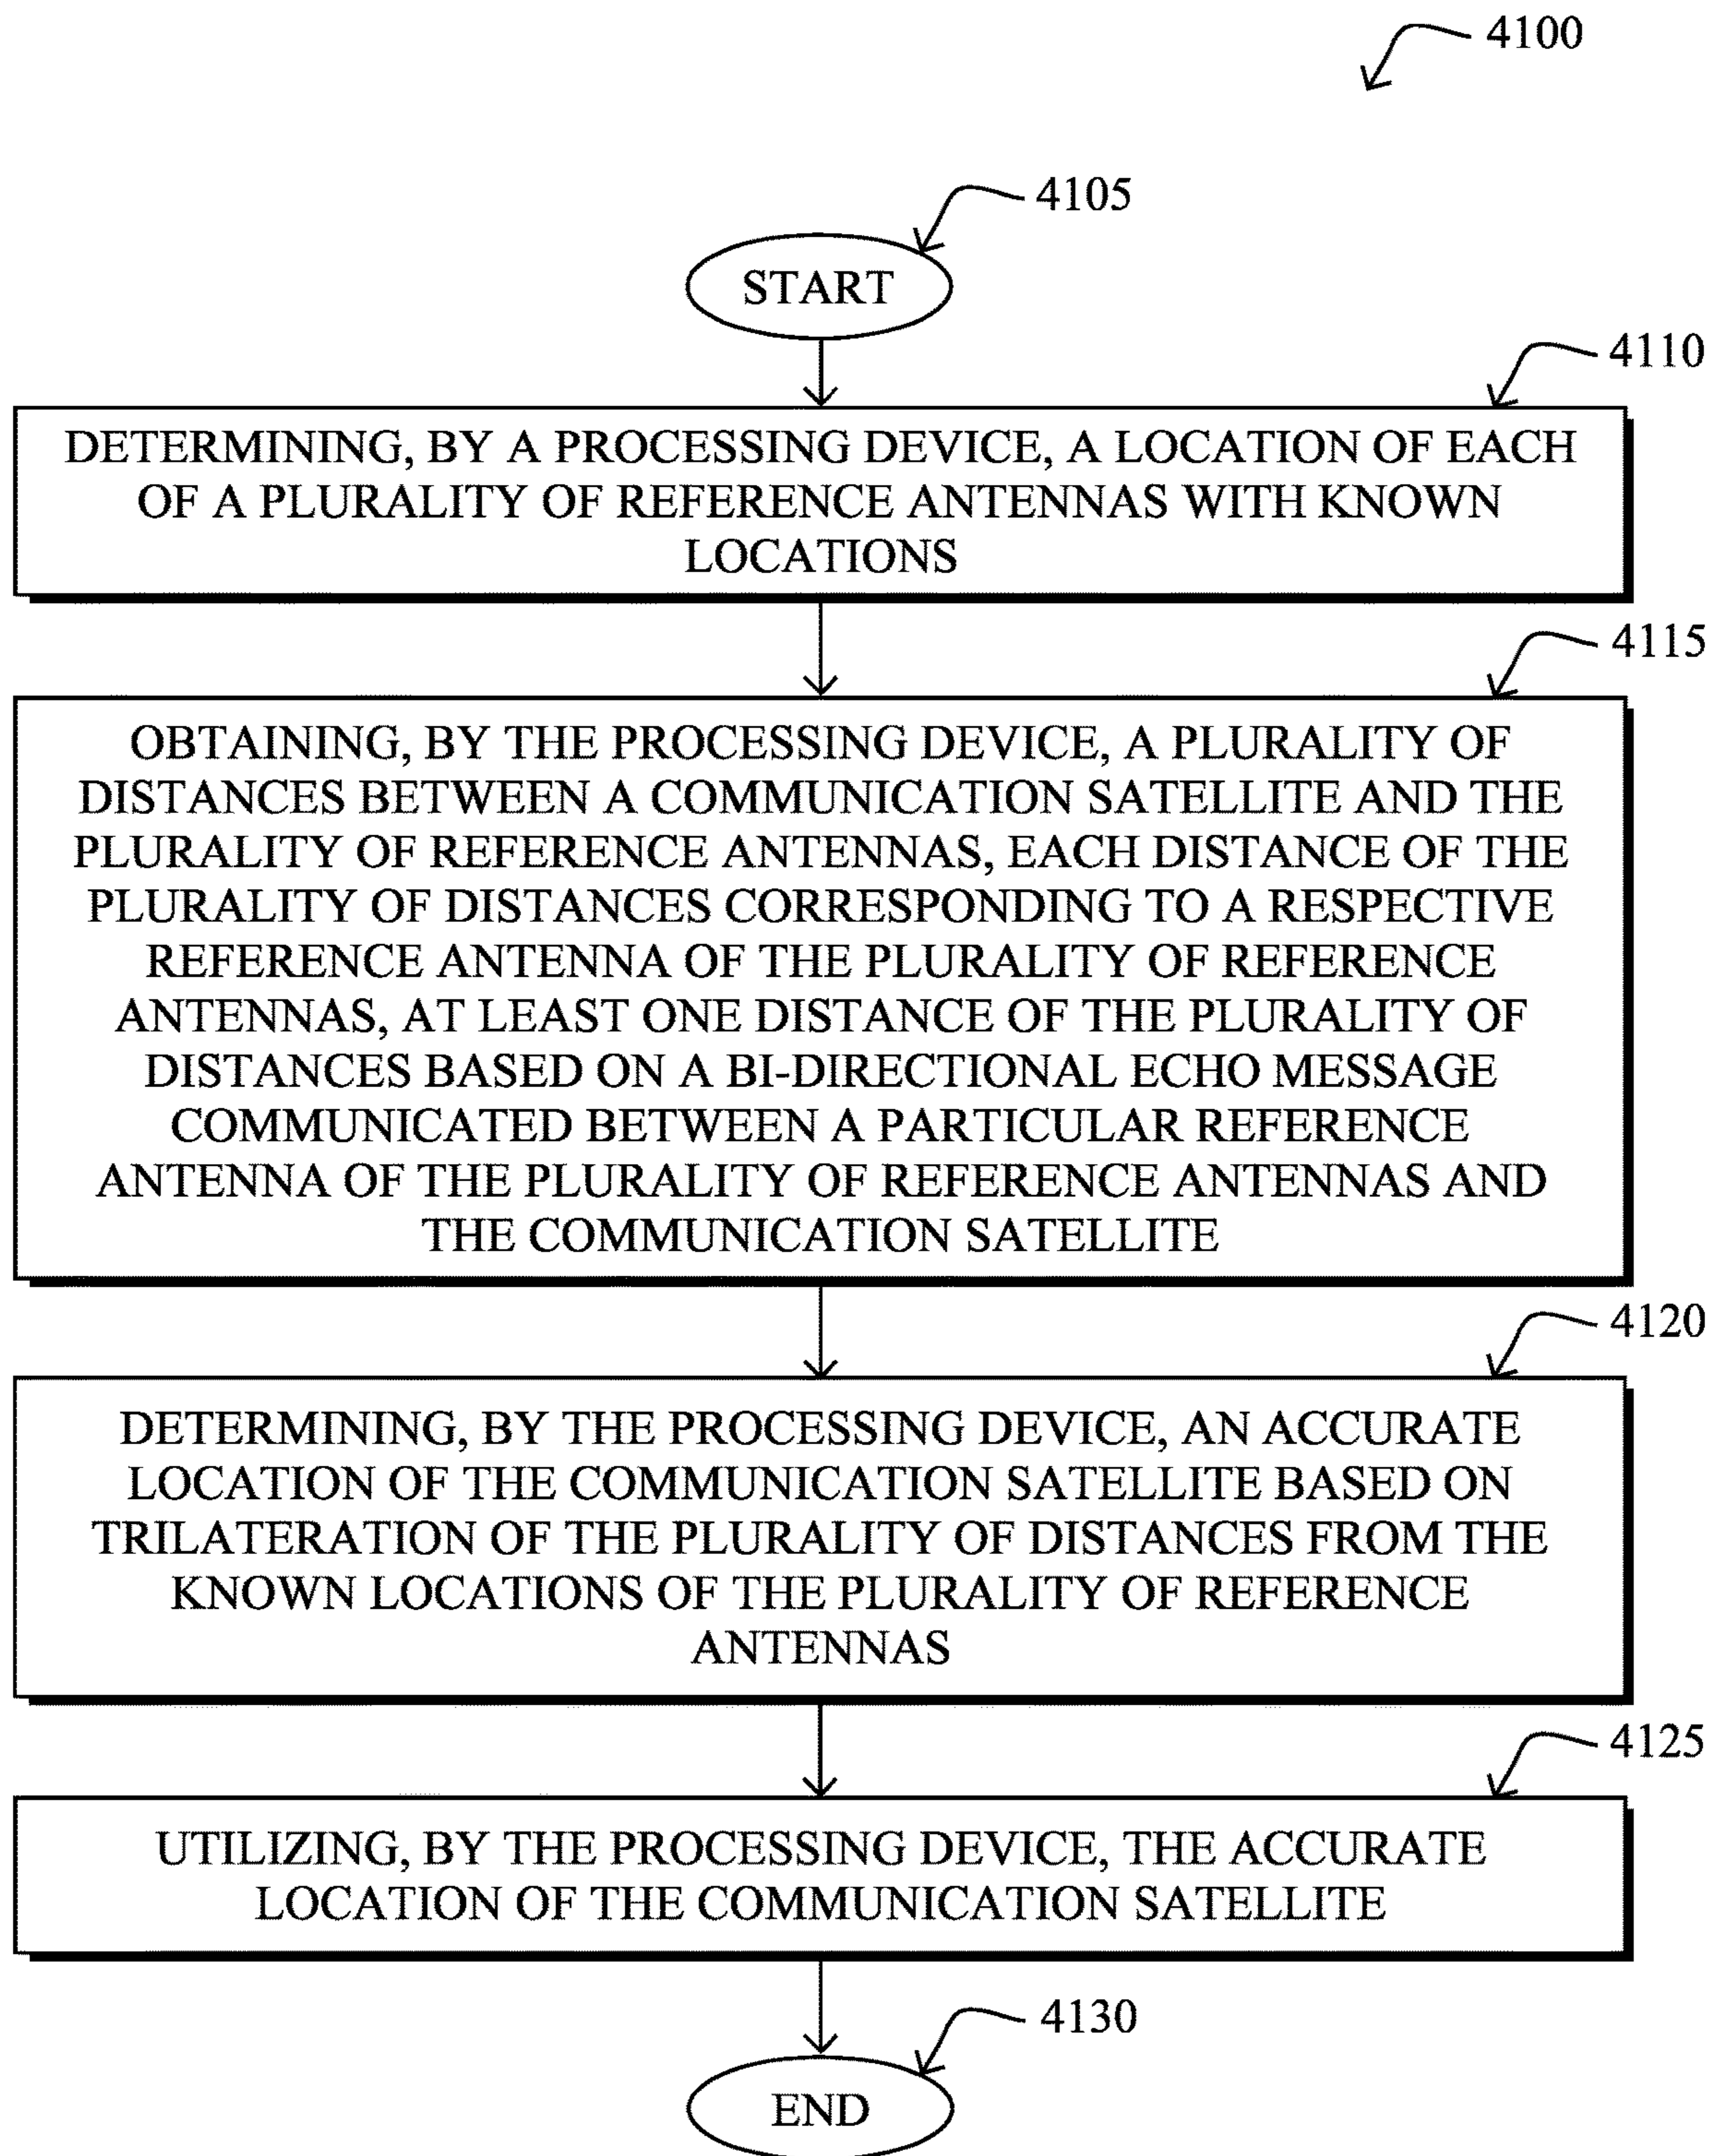 4100
4105
START
4110
DETERMINING, BY A PROCESSING DEVICE, A LOCATION OF EACH
OF A PLURALITY OF REFERENCE ANTENNAS WITH KNOWN
LOCATIONS
4115
OBTAINING, BY THE PROCESSING DEVICE, A PLURALITY OF
DISTANCES BETWEEN A COMMUNICATION SATELLITE AND THE
PLURALITY OF REFERENCE ANTENNAS, EACH DISTANCE OF THE
PLURALITY OF DISTANCES CORRESPONDING TO A RESPECTIVE
REFERENCE ANTENNA OF THE PLURALITY OF REFERENCE
ANTENNAS, AT LEAST ONE DISTANCE OF THE PLURALITY OF
DISTANCES BASED ON A BI-DIRECTIONAL ECHO MESSAGE
COMMUNICATED BETWEEN A PARTICULAR REFERENCE
ANTENNA OF THE PLURALITY OF REFERENCE ANTENNAS AND
THE COMMUNICATION SATELLITE
4120
DETERMINING, BY THE PROCESSING DEVICE, AN ACCURATE
LOCATION OF THE COMMUNICATION SATELLITE BASED ON
TRILATERATION OF THE PLURALITY OF DISTANCES FROM THE
KNOWN LOCATIONS OF THE PLURALITY OF REFERENCE
ANTENNAS
4125
UTILIZING, BY THE PROCESSING DEVICE, THE ACCURATE
LOCATION OF THE COMMUNICATION SATELLITE
4130
END